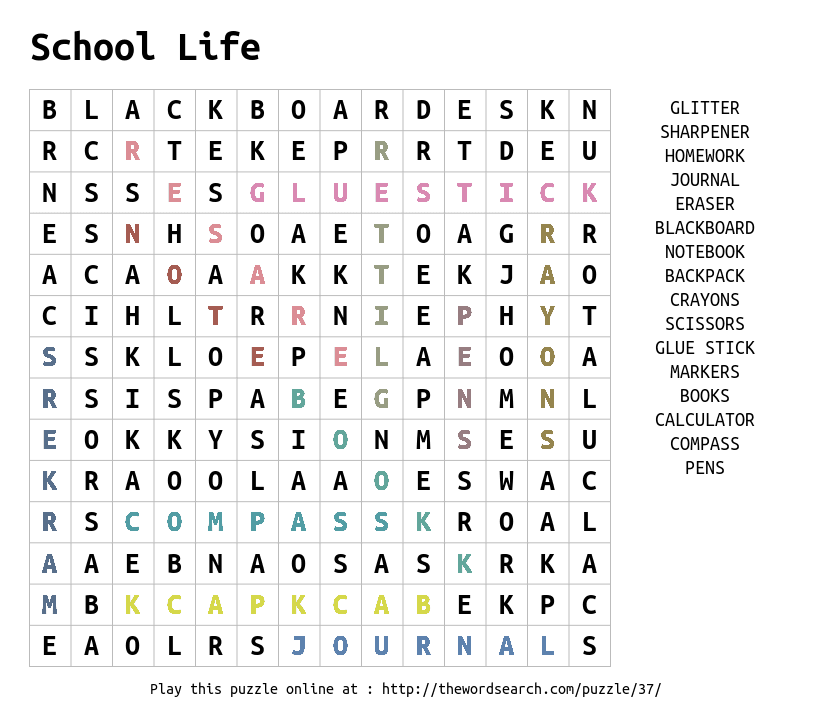 School Life
B L A C K B O A R D E S K N
R C R T E K E P R R T D E U
N S S E S G L U E S T I C K
E S N H S O A E T O A G R R
A C A O A A K K T E K J A O
C I H L T R R N I E P H Y T
S S K L O E P E L A E O O A
R S I S P A B E G P N M N L
E O K K Y S I O N M S E S U
K R A O O L A A O E S W A C
R S C O M P A S S K R O A L
A A E B N A O S A S K R K A
M B K C A P K C A B E K P C
E A O L R S J O U R N A L S
GLITTER
SHARPENER
HOMEWORK
JOURNAL
ERASER
BLACKBOARD
NOTEBOOK
BACKPACK
CRAYONS
SCISSORS
GLUE STICK
MARKERS
BOOKS
CALCULATOR
COMPASS
PENS
Play this puzzle online at : http://thewordsearch.com/puzzle/37/